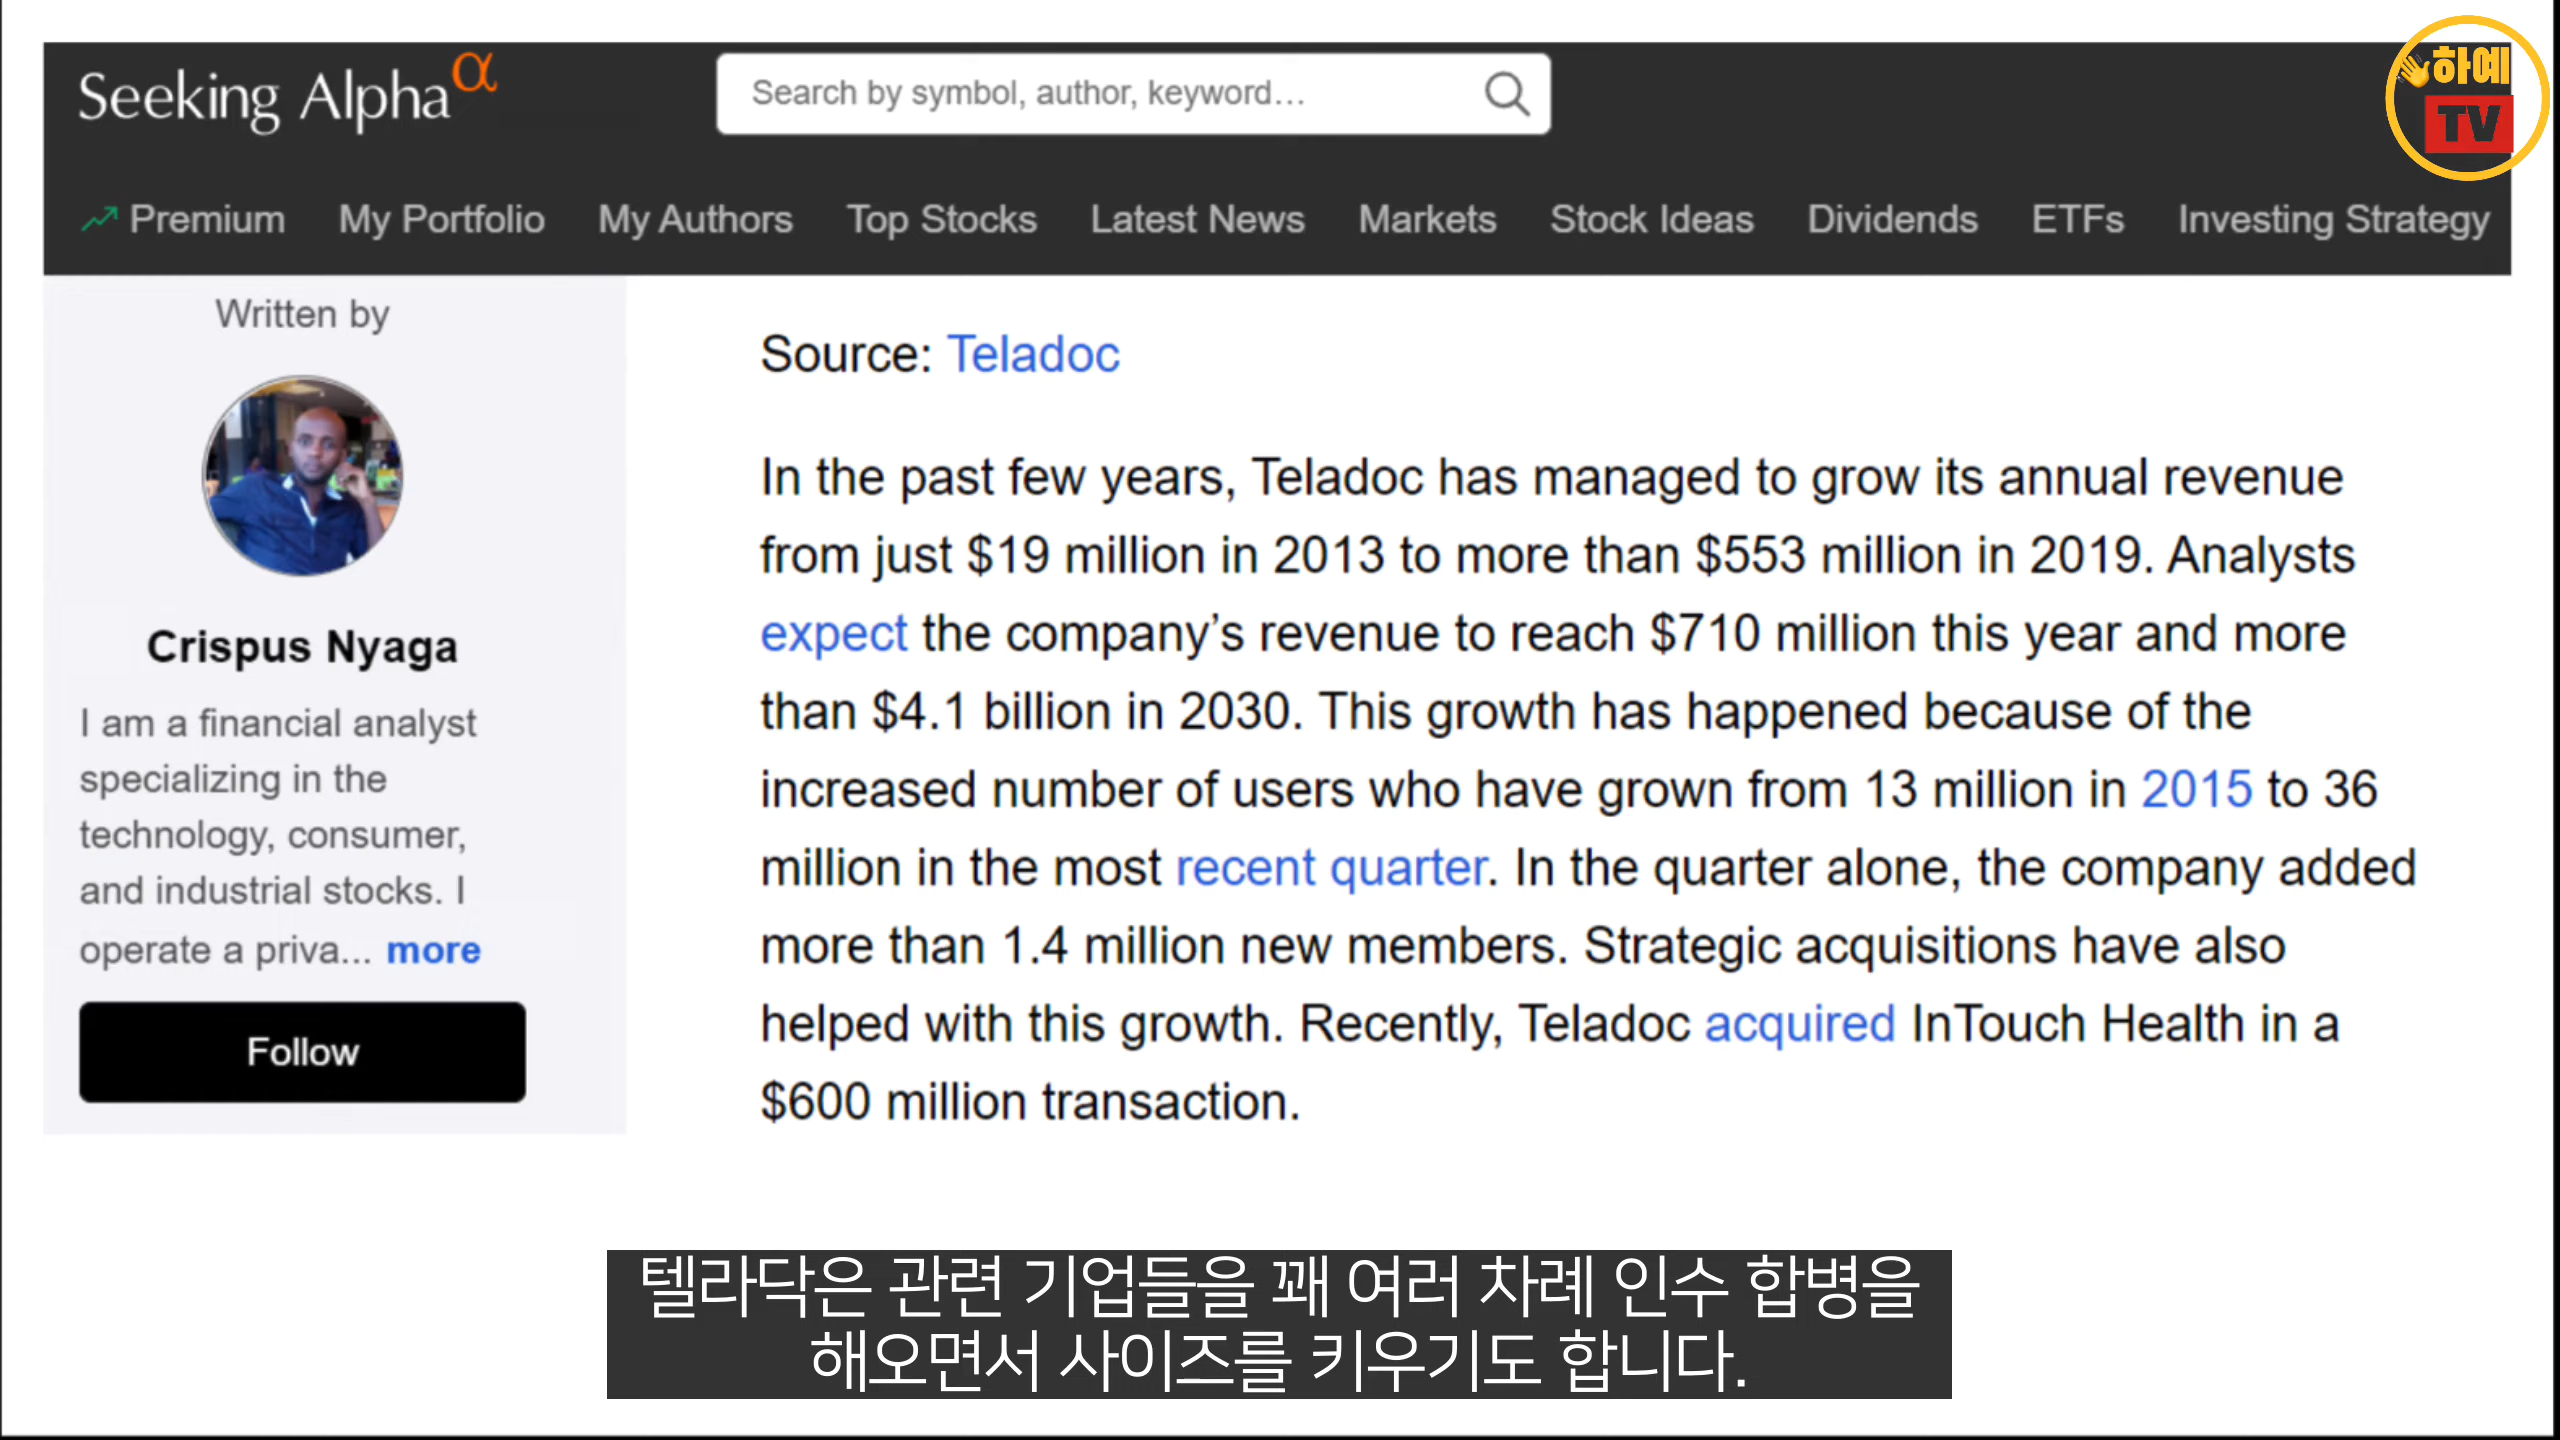 Seeking Alpha α
Search by symbol, author, keyword...
하예
TV
Premium My Portfolio My Authors Top Stocks Latest News Markets Stock Ideas Dividends ETFs Investing Strategy
Written by
Crispus Nyaga
I am a financial analyst
specializing in the
technology, consumer,
and industrial stocks. I
operate a priva... more
Follow
Source: Teladoc
In the past few years, Teladoc has managed to grow its annual revenue
from just $19 million in 2013 to more than $553 million in 2019. Analysts
expect the company’s revenue to reach $710 million this year and more
than $4.1 billion in 2030. This growth has happened because of the
increased number of users who have grown from 13 million in 2015 to 36
million in the most recent quarter. In the quarter alone, the company added
more than 1.4 million new members. Strategic acquisitions have also
helped with this growth. Recently, Teladoc acquired InTouch Health in a
$600 million transaction.
텔라닥은 관련 기업들을 꽤 여러 차례 인수 합병을
해오면서 사이즈를 키우기도 합니다.